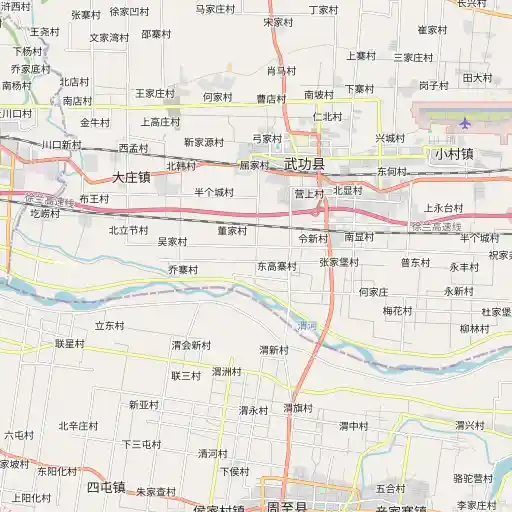 浒西村
张寨村
徐家凹村
马家庄村
丁家村
长兴村
宋家村
王尧村
文家湾村
邵寨村
崔家村
下杨村
上寨村
三家庄村
乔家底村
肖马村
田大村
南杨村
北店村
下寨村
岗子村
王家庄村
何家村
曹店村
南坡村
南店村
川口村
金牛村
上高庄村
仁北村
川口新村
西孟村
靳家源村
弓家村
兴城村
小村镇
北韩村
屈家村
武功县
东伺村
大庄镇
半个城村
营上村
北显村
布王村
徐兰高速线
圪崂村
上永台村
徐兰高速线
北立节村
董家村
吴家村
令新村
南显村
半个城村
祝家
乔寨村
东高寨村
张家堡村
普东村
永丰村
何家庄
永新村
梅花村
杜家堡
立东村
渭河
柳林村
联星村
渭会新村
渭新村
联三村
渭洲村
新亚村
渭永村
渭旗村
北辛庄村
渭中村
渭兴村
六屯村
下三屯村
清河村
家坡村
东阳化村
下侯村
骆驼营村
四屯镇
朱家查村
五合村
上阳化村
侯家村镇
周至县
辛家寨镇
李家庄